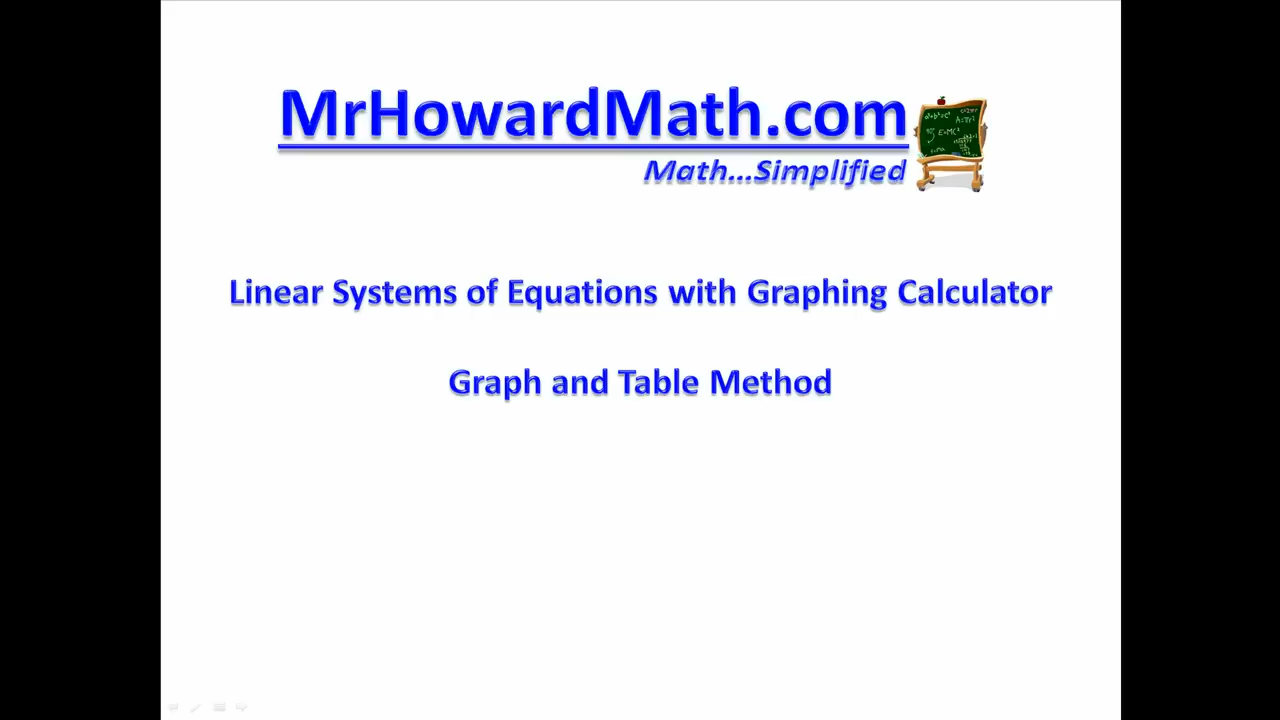 MrHowardMath.com
Math...Simplified
Linear Systems of Equations with Graphing Calculator
Graph and Table Method